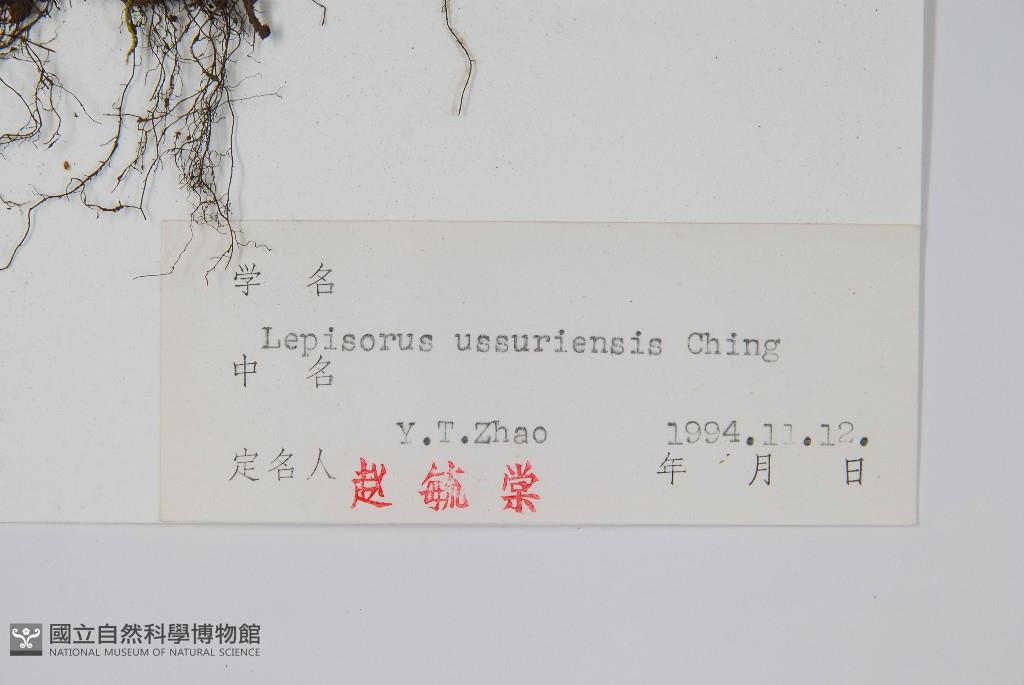 学 名
Lepisorus ussuriensis Ching
中 名
Y.T.Zhao 1994.11.12.
定名人 赵毓棠 年 月 日
國立自然科學博物館
NATIONAL MUSEUM OF NATURAL SCIENCE